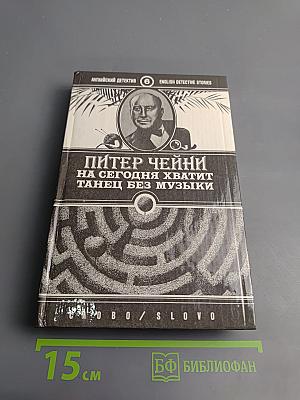 АНГЛИЙСКИЙ ДЕТЕКТИВ 6 ENGLISH DETECTIVE STORIES
ПИТЕР ЧЕЙНИ
НА СЕГОДНЯ ХВАТИТ
ТАНЕЦ БЕЗ МУЗЫКИ
СЛОВО/SLOVO
15 см
БФ БИБЛИОФАН